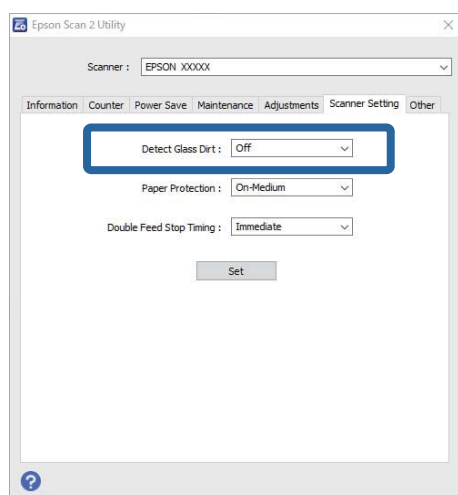 Epson Scan 2 Utility
Scanner : EPSON XXXXX
Information Counter Power Save Maintenance Adjustments Scanner Setting Other
Detect Glass Dirt : Off
Paper Protection : On-Medium
Double Feed Stop Timing : Immediate
Set
?